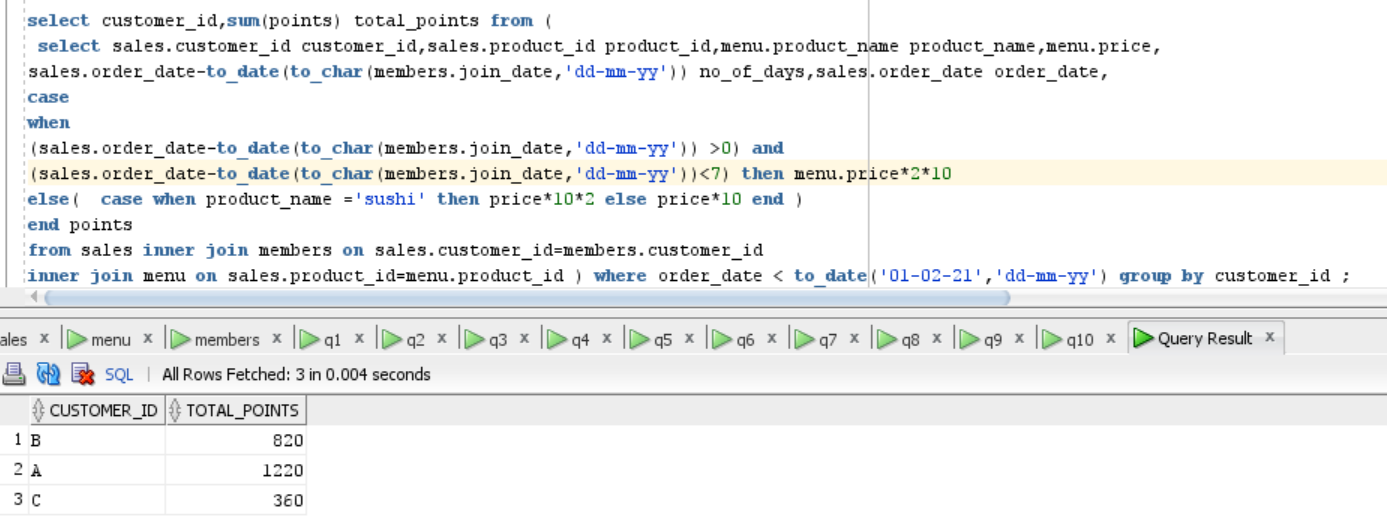 select customer_id,sum(points) total_points from (
select sales.customer_id customer_id,sales.product_id product_id,menu.product_name product_name,menu.price,
sales.order_date-to_date(to_char(members.join_date,'dd-mm-yy')) no_of_days,sales.order_date order_date,
case
when
(sales.order_date-to_date(to_char(members.join_date,'dd-mm-yy')) >0) and
(sales.order_date-to_date(to_char(members.join_date,'dd-mm-yy'))<7) then menu.price*2*10
else(  case when product_name ='sushi' then price*10*2 else price*10 end )
end points
from sales inner join members on sales.customer_id=members.customer_id
inner join menu on sales.product_id=menu.product_id ) where order_date < to_date('01-02-21','dd-mm-yy') group by customer_id ;
ales x menu x members x q1 x q2 x q3 x q4 x q5 x q6 x q7 x q8 x q9 x q10 x Query Result x
SQL | All Rows Fetched: 3 in 0.004 seconds
CUSTOMER_ID TOTAL_POINTS
1 B 820
2 A 1220
3 C 360